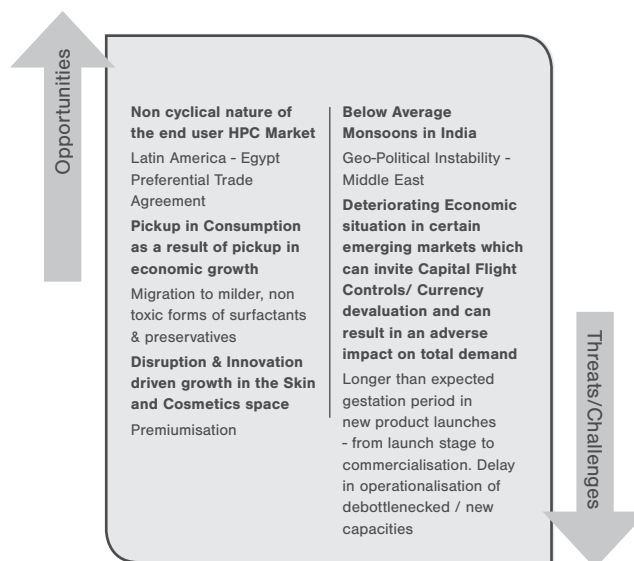 Opportunities
Non cyclical nature of
the end user HPC Market
Latin America - Egypt
Preferential Trade
Agreement
Pickup in Consumption
as a result of pickup in
economic growth
Migration to milder, non
toxic forms of surfactants
& preservatives
Disruption & Innovation
driven growth in the Skin
and Cosmetics space
Premiumisation
Below Average
Monsoons in India
Geo-Political Instability -
Middle East
Deteriorating Economic
situation in certain
emerging markets which
can invite Capital Flight
Controls/ Currency
devaluation and can
result in an adverse
impact on total demand
Longer than expected
gestation period in
new product launches
- from launch stage to
commercialisation. Delay
in operationalisation of
debottlenecked / new
capacities
Threats/Challenges